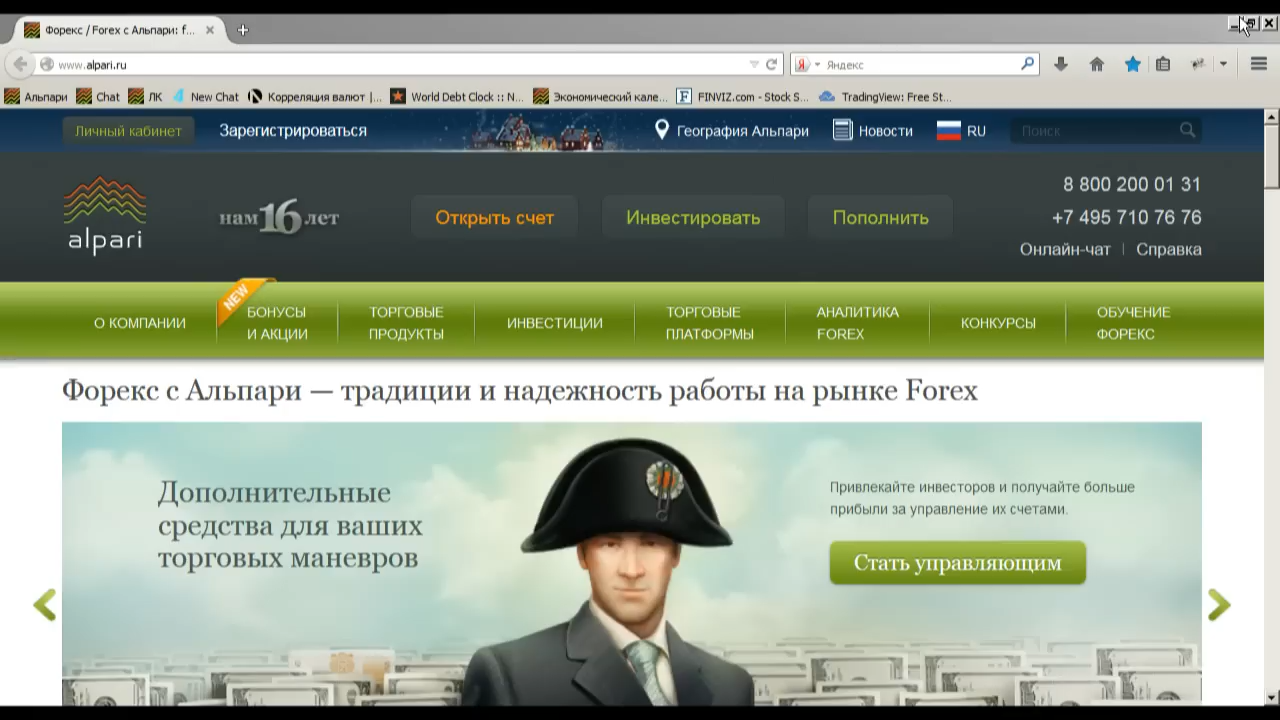 Форекс / Forex с Альпари: f...
www.alpari.ru
Яндекс
Альпари
Chat
ЛК
New Chat
Корреляция валют |...
World Debt Clock :: N...
Экономический кале...
FINVIZ.com - Stock S...
TradingView: Free St...
Личный кабинет
Зарегистрироваться
География Альпари
Новости
RU
Поиск
alpari
нам 16 лет
Открыть счет
Инвестировать
Пополнить
8 800 200 01 31
+7 495 710 76 76
Онлайн-чат | Справка
О КОМПАНИИ
NEW
БОНУСЫ
И АКЦИИ
ТОРГОВЫЕ
ПРОДУКТЫ
ИНВЕСТИЦИИ
ТОРГОВЫЕ
ПЛАТФОРМЫ
АНАЛИТИКА
FOREX
КОНКУРСЫ
ОБУЧЕНИЕ
ФОРЕКС
Форекс с Альпари — традиции и надежность работы на рынке Forex
Дополнительные
средства для ваших
торговых маневров
Привлекайте инвесторов и получайте больше
прибыли за управление их счетами.
Стать управляющим